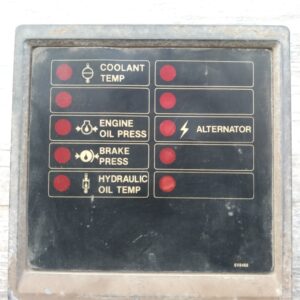 COOLANT
TEMP
ENGINE
OIL PRESS
ALTERNATOR
BRAKE
PRESS
HYDRAULIC
OIL TEMP